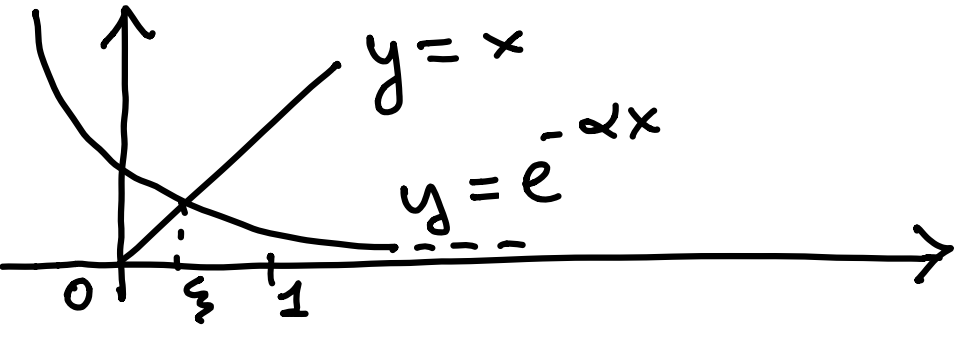 y = x
y = e^{-αx}
0 ξ 1